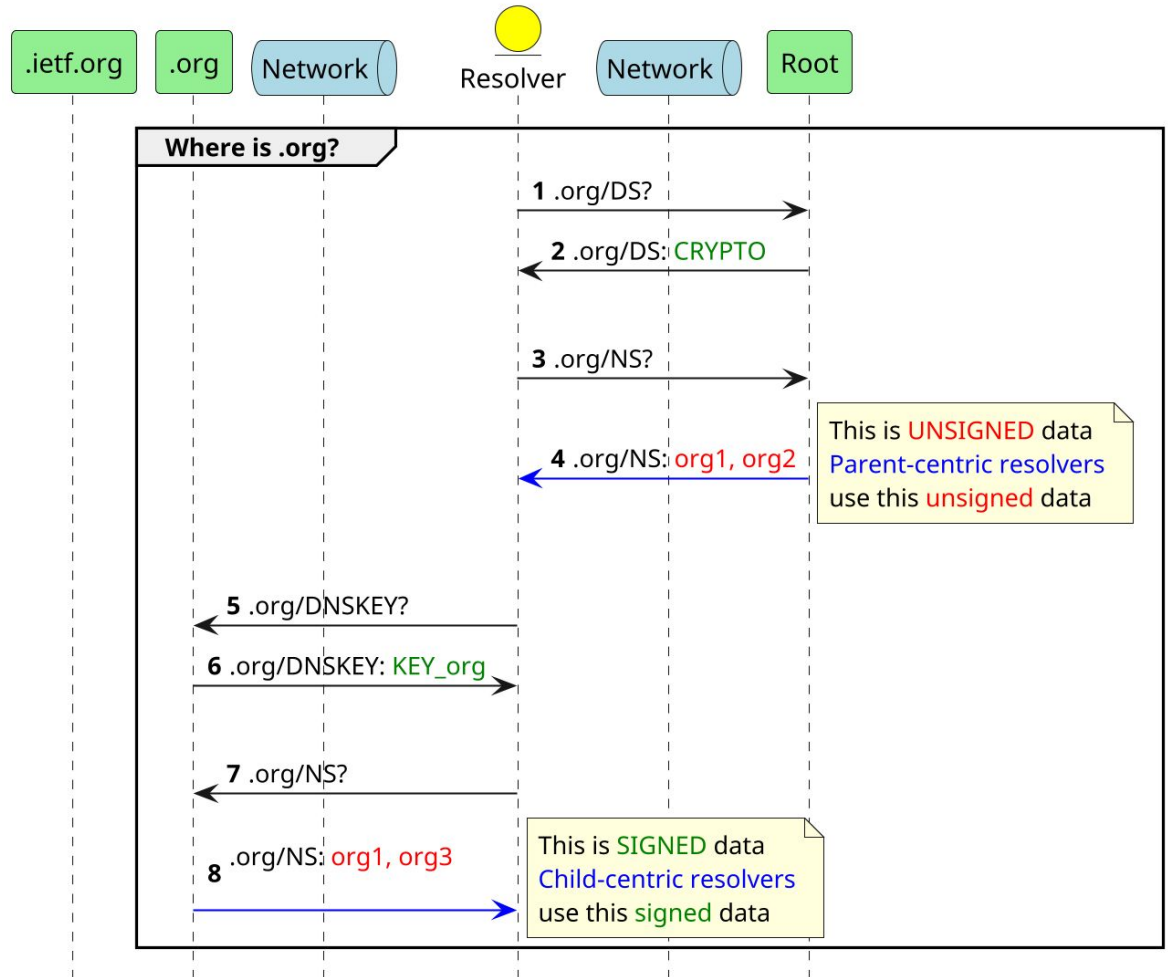 .ietf.org
.org
Network
Resolver
Network
Root
Where is .org?
1 .org/DS?
2 .org/DS: CRYPTO
3 .org/NS?
4 .org/NS: org1, org2
This is UNSIGNED data
Parent-centric resolvers
use this unsigned data
5 .org/DNSKEY?
6 .org/DNSKEY: KEY_org
7 .org/NS?
8 .org/NS: org1, org3
This is SIGNED data
Child-centric resolvers
use this signed data